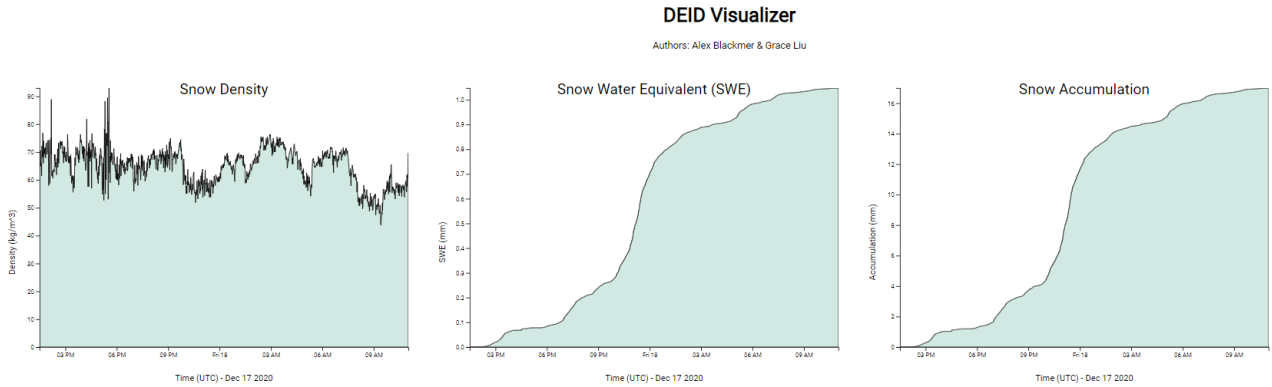 DEID Visualizer
Authors: Alex Blackmer & Grace Liu
Snow Density
90
80
70
60
50
40
30
20
10
0
Density (kg/m^3)
03 PM 06 PM 09 PM Fri 18 03 AM 06 AM 09 AM
Time (UTC) - Dec 17 2020
Snow Water Equivalent (SWE)
1.0
0.9
0.8
0.7
0.6
0.5
0.4
0.3
0.2
0.1
0.0
SWE (mm)
03 PM 06 PM 09 PM Fri 18 03 AM 06 AM 09 AM
Time (UTC) - Dec 17 2020
Snow Accumulation
16
14
12
10
8
6
4
2
0
Accumulation (mm)
03 PM 06 PM 09 PM Fri 18 03 AM 06 AM 09 AM
Time (UTC) - Dec 17 2020